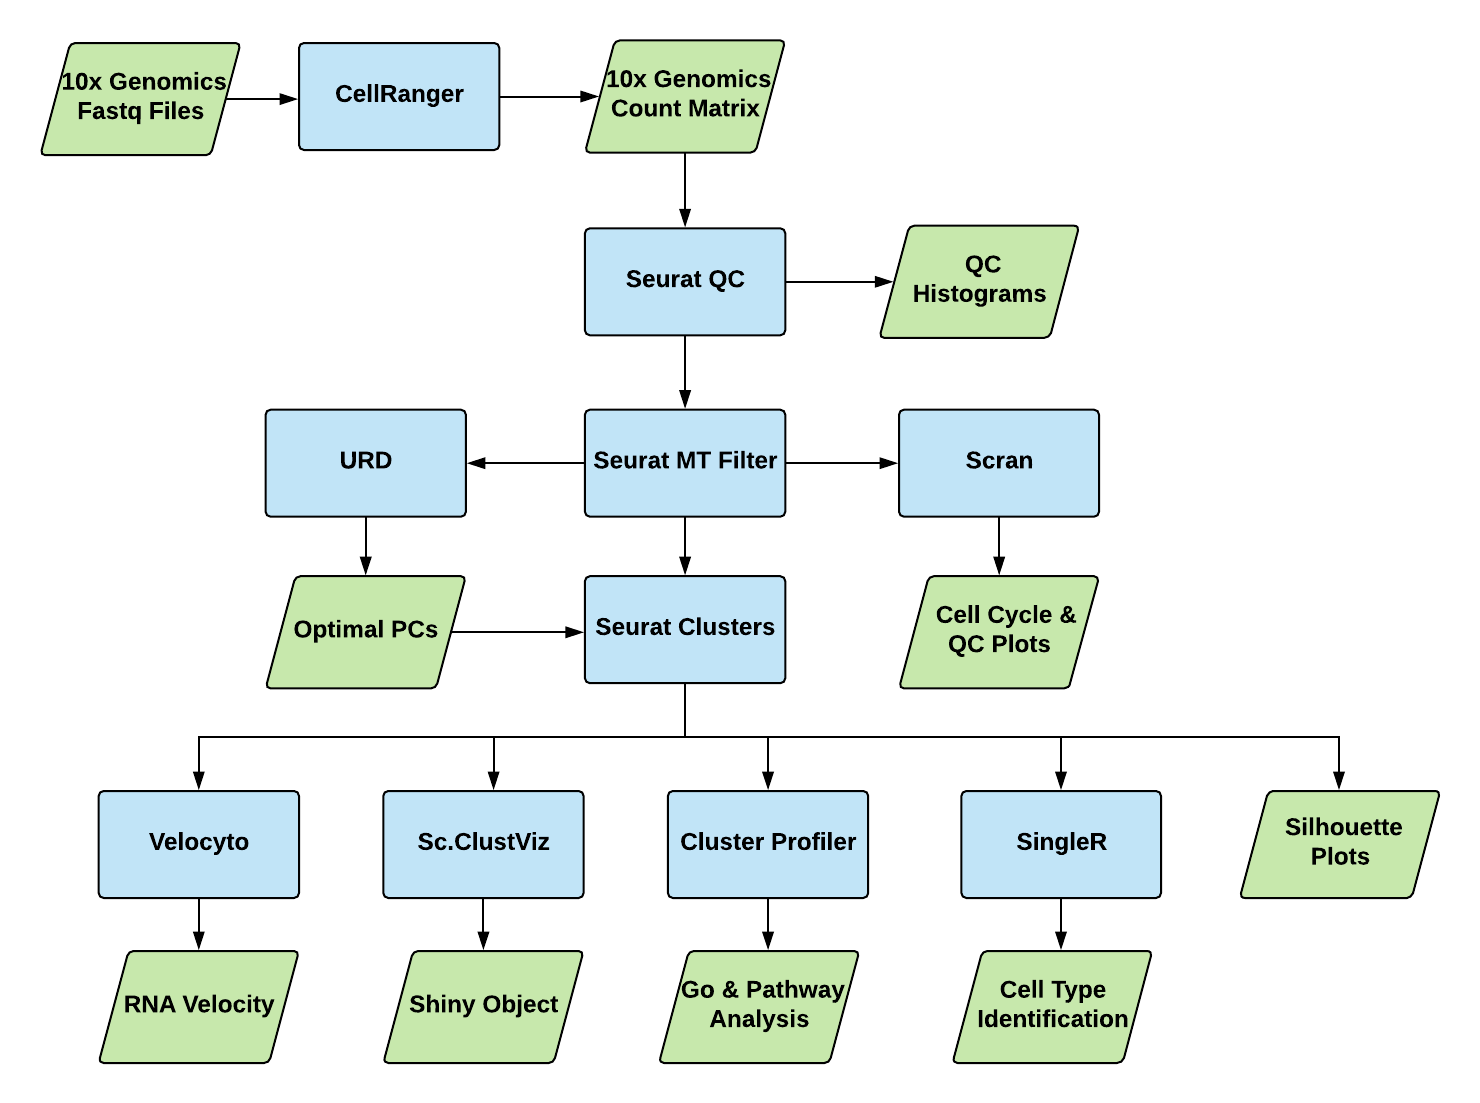 10x Genomics
Fastq Files
CellRanger
10x Genomics
Count Matrix
Seurat QC
QC
Histograms
URD
Seurat MT Filter
Scran
Optimal PCs
Seurat Clusters
Cell Cycle &
QC Plots
Velocyto
Sc.ClustViz
Cluster Profiler
SingleR
Silhouette
Plots
RNA Velocity
Shiny Object
Go & Pathway
Analysis
Cell Type
Identification